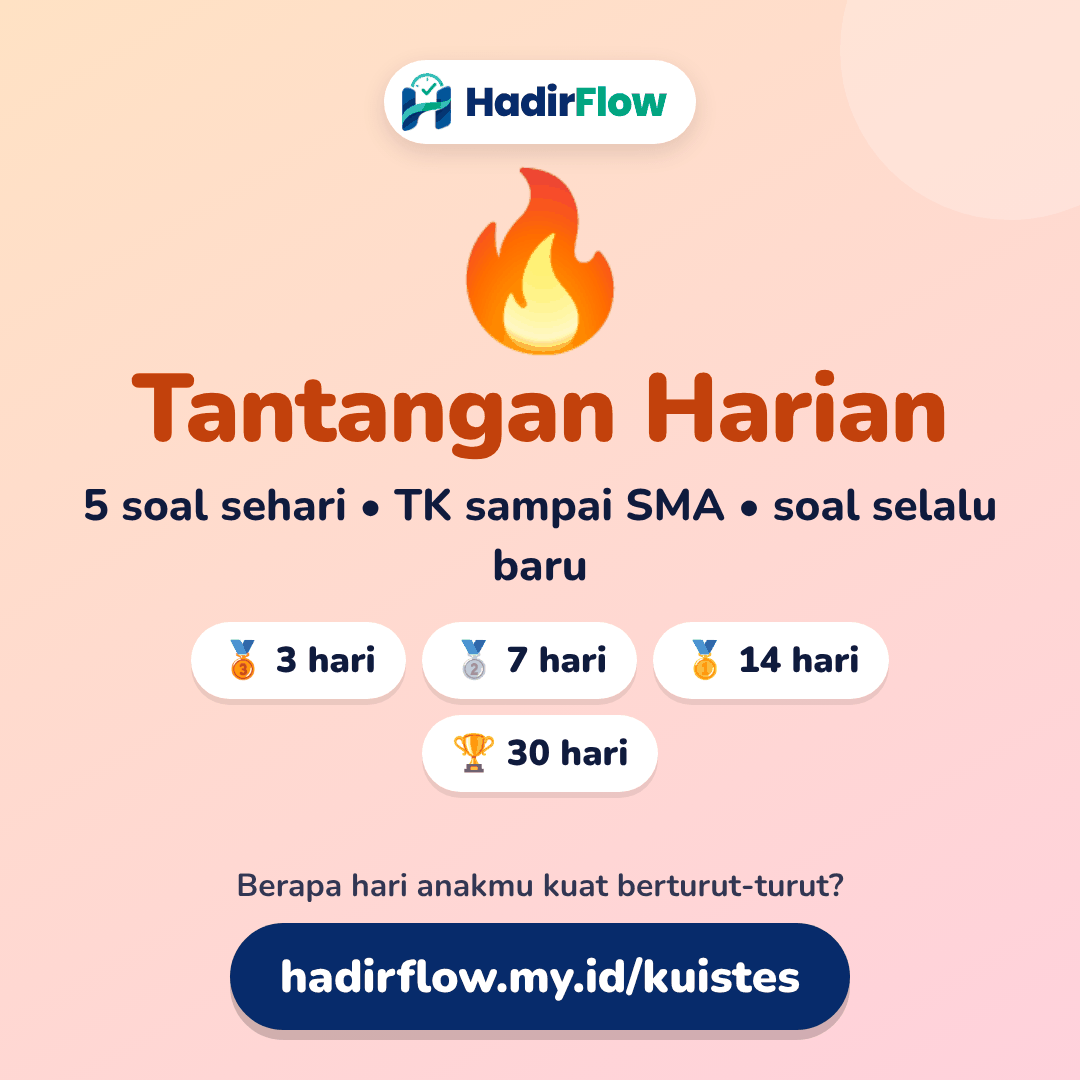 HadirFlow
Tantangan Harian
5 soal sehari • TK sampai SMA • soal selalu
baru
3 hari
7 hari
14 hari
30 hari
Berapa hari anakmu kuat berturut-turut?
hadirflow.my.id/kuistes